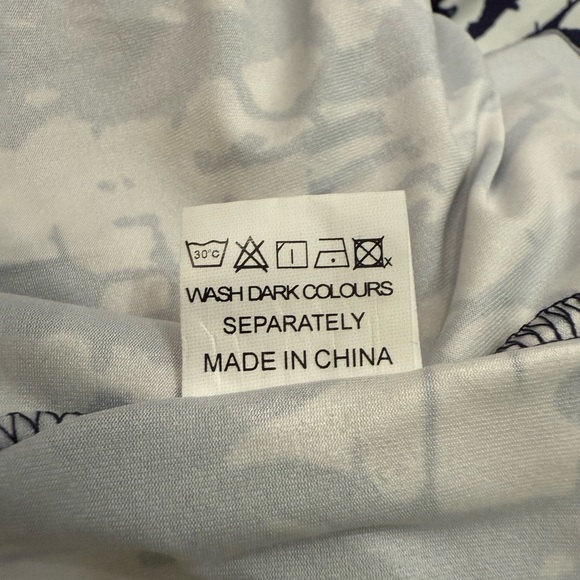 30°C
WASH DARK COLOURS
SEPARATELY
MADE IN CHINA